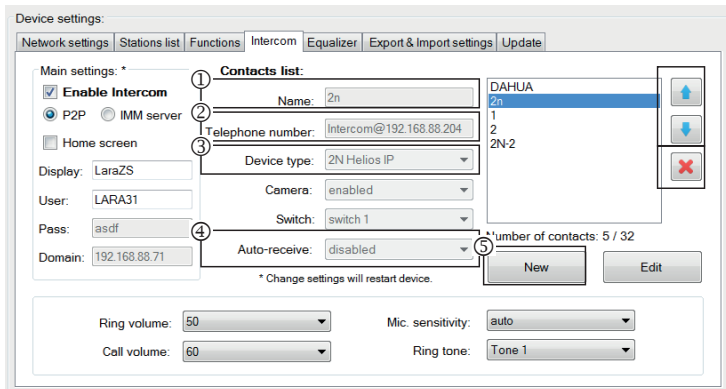 Device settings:
Network settings Stations list Functions Intercom Equalizer Export & Import settings Update
Main settings: *
Enable Intercom
P2P IMM server
Home screen
Display: LaraZS
User: LARA31
Pass: asdf
Domain: 192.168.88.71
Contacts list:
① Name: 2n
② Telephone number: Intercom@192.168.88.204
③ Device type: 2N Helios IP
Camera: enabled
Switch: switch 1
④ Auto-receive: disabled
* Change settings will restart device.
DAHUA
2n
1
2
2N-2
Number of contacts: 5 / 32
⑤ New Edit
Ring volume: 50 Mic. sensitivity: auto
Call volume: 60 Ring tone: Tone 1